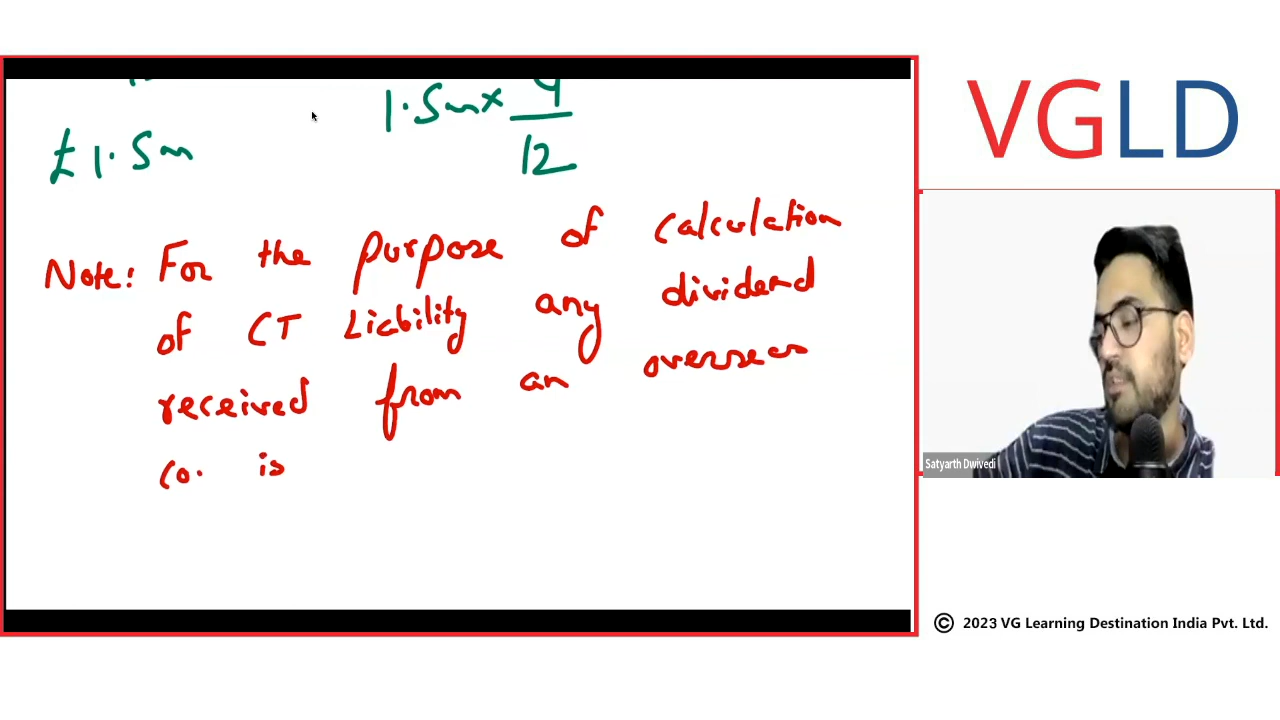 1.5m x 4
£1.5m
12
Note: For the purpose of calculation
of CT Liability any dividend
received from an overseas
co. is
VGLD
Satyarth Dwivedi
© 2023 VG Learning Destination India Pvt. Ltd.